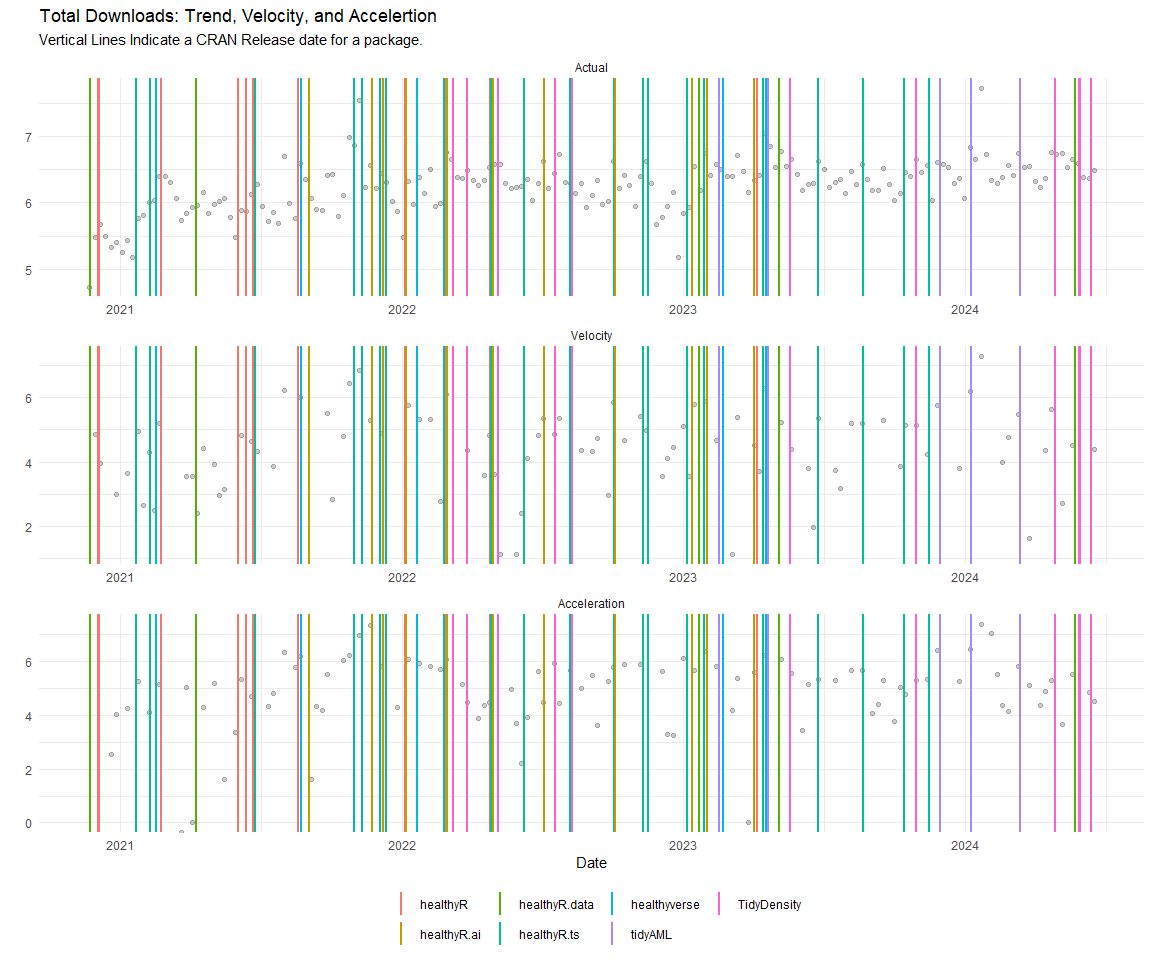 Total Downloads: Trend, Velocity, and Accelertion
Vertical Lines Indicate a CRAN Release date for a package.
Actual
7
6
5
2021 2022 2023 2024
Velocity
6
4
2
2021 2022 2023 2024
Acceleration
6
4
2
0
2021 2022 2023 2024
Date
healthyR healthyR.data healthyverse TidyDensity
healthyR.ai healthyR.ts tidyAML